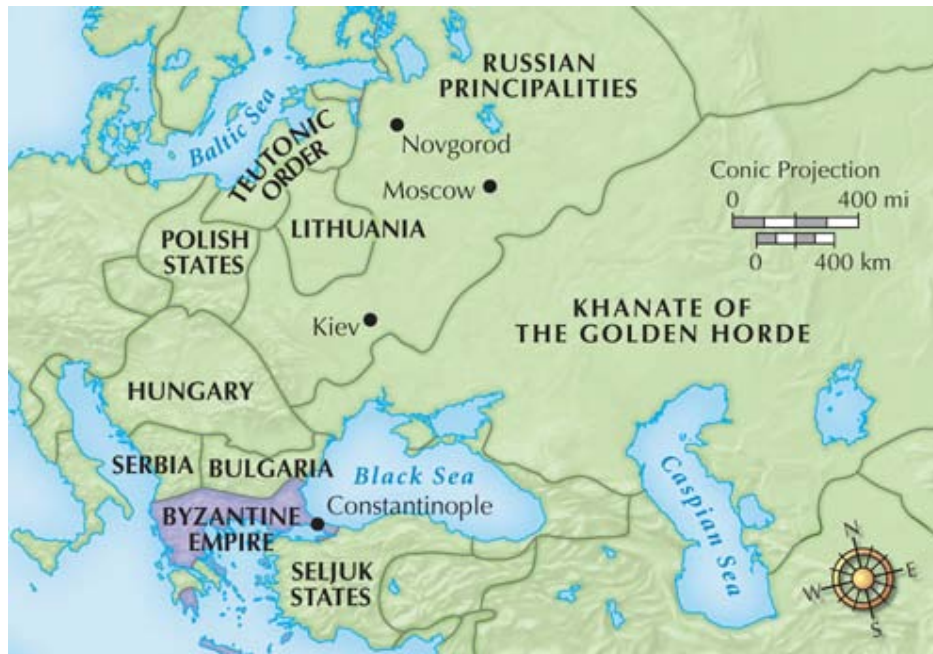 RUSSIAN
PRINCIPALITIES
Baltic Sea
Novgorod
TEUTONIC
ORDER
Conic Projection
0 400 mi
0 400 km
Moscow
LITHUANIA
POLISH
STATES
KHANATE OF
THE GOLDEN HORDE
Kiev
HUNGARY
SERBIA
BULGARIA
Black Sea
Caspian Sea
Constantinople
BYZANTINE
EMPIRE
SELJUK
STATES
N
E
W
S